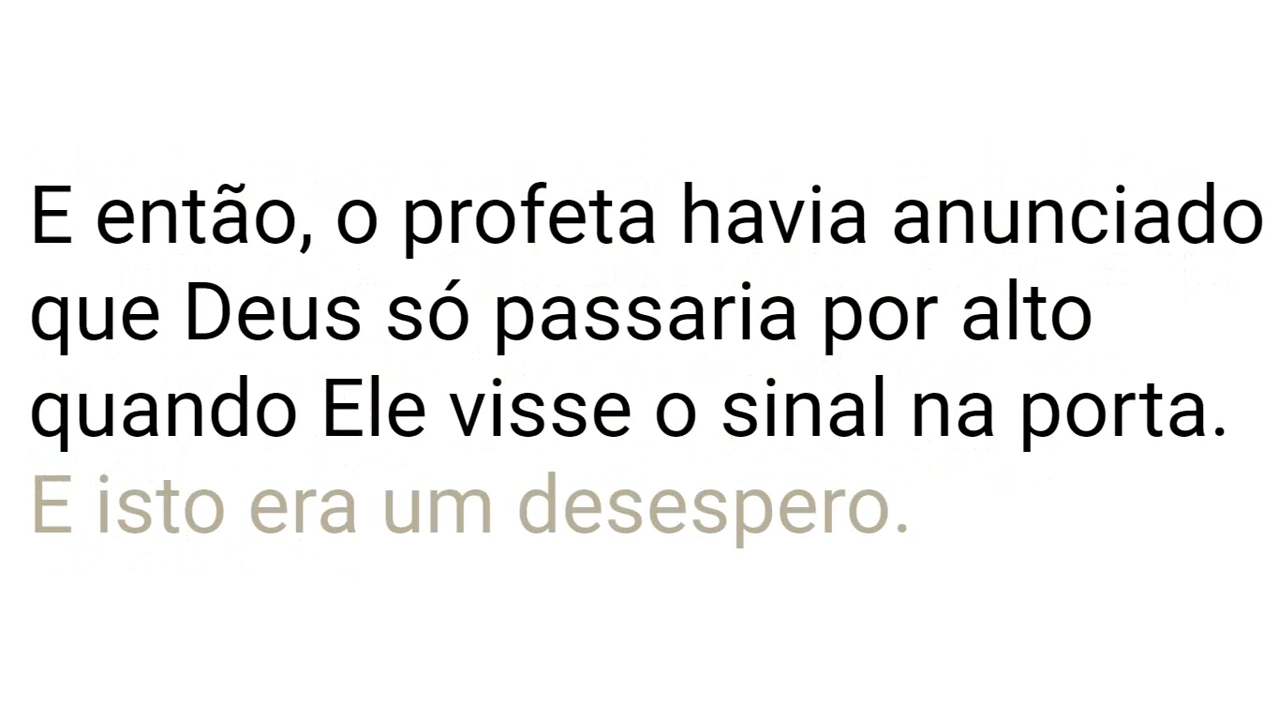 E então, o profeta havia anunciado
que Deus só passaria por alto
quando Ele visse o sinal na porta.
E isto era um desespero.